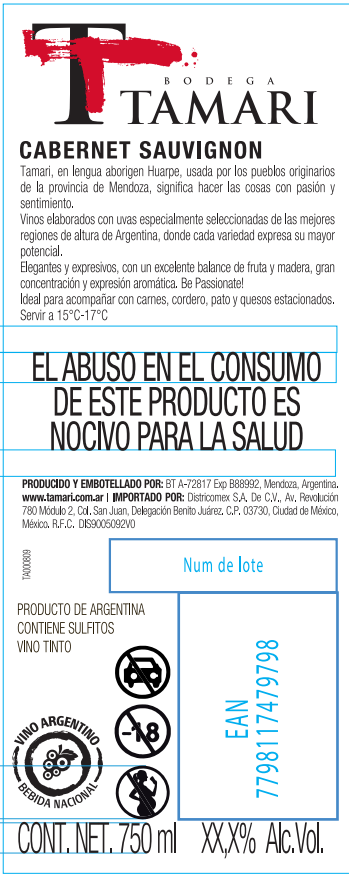 BODEGA
TAMARI
CABERNET SAUVIGNON
Tamari, en lengua aborigen Huarpe, usada por los pueblos originarios
de la provincia de Mendoza, significa hacer las cosas con pasión y
sentimiento.
Vinos elaborados con uvas especialmente seleccionadas de las mejores
regiones de altura de Argentina, donde cada variedad expresa su mayor
potencial.
Elegantes y expresivos, con un excelente balance de fruta y madera, gran
concentración y expresión aromática. Be Passionate!
Ideal para acompañar con carnes, cordero, pato y quesos estacionados.
Servir a 15°C-17°C
EL ABUSO EN EL CONSUMO
DE ESTE PRODUCTO ES
NOCIVO PARA LA SALUD
PRODUCIDO Y EMBOTELLADO POR: BT A-72817 Exp B88992, Mendoza, Argentina.
www.tamari.com.ar | IMPORTADO POR: Districomex S.A. De C.V., Av. Revolución
780 Módulo 2, Col. San Juan, Delegación Benito Juárez. C.P. 03730, Ciudad de México,
México. R.F.C. DIS9005092V0
TA000809
Num de lote
PRODUCTO DE ARGENTINA
CONTIENE SULFITOS
VINO TINTO
-18
EAN
7798117479798
VINO ARGENTINO
BEBIDA NACIONAL
CONT. NET. 750 ml XX,X% Alc.Vol.